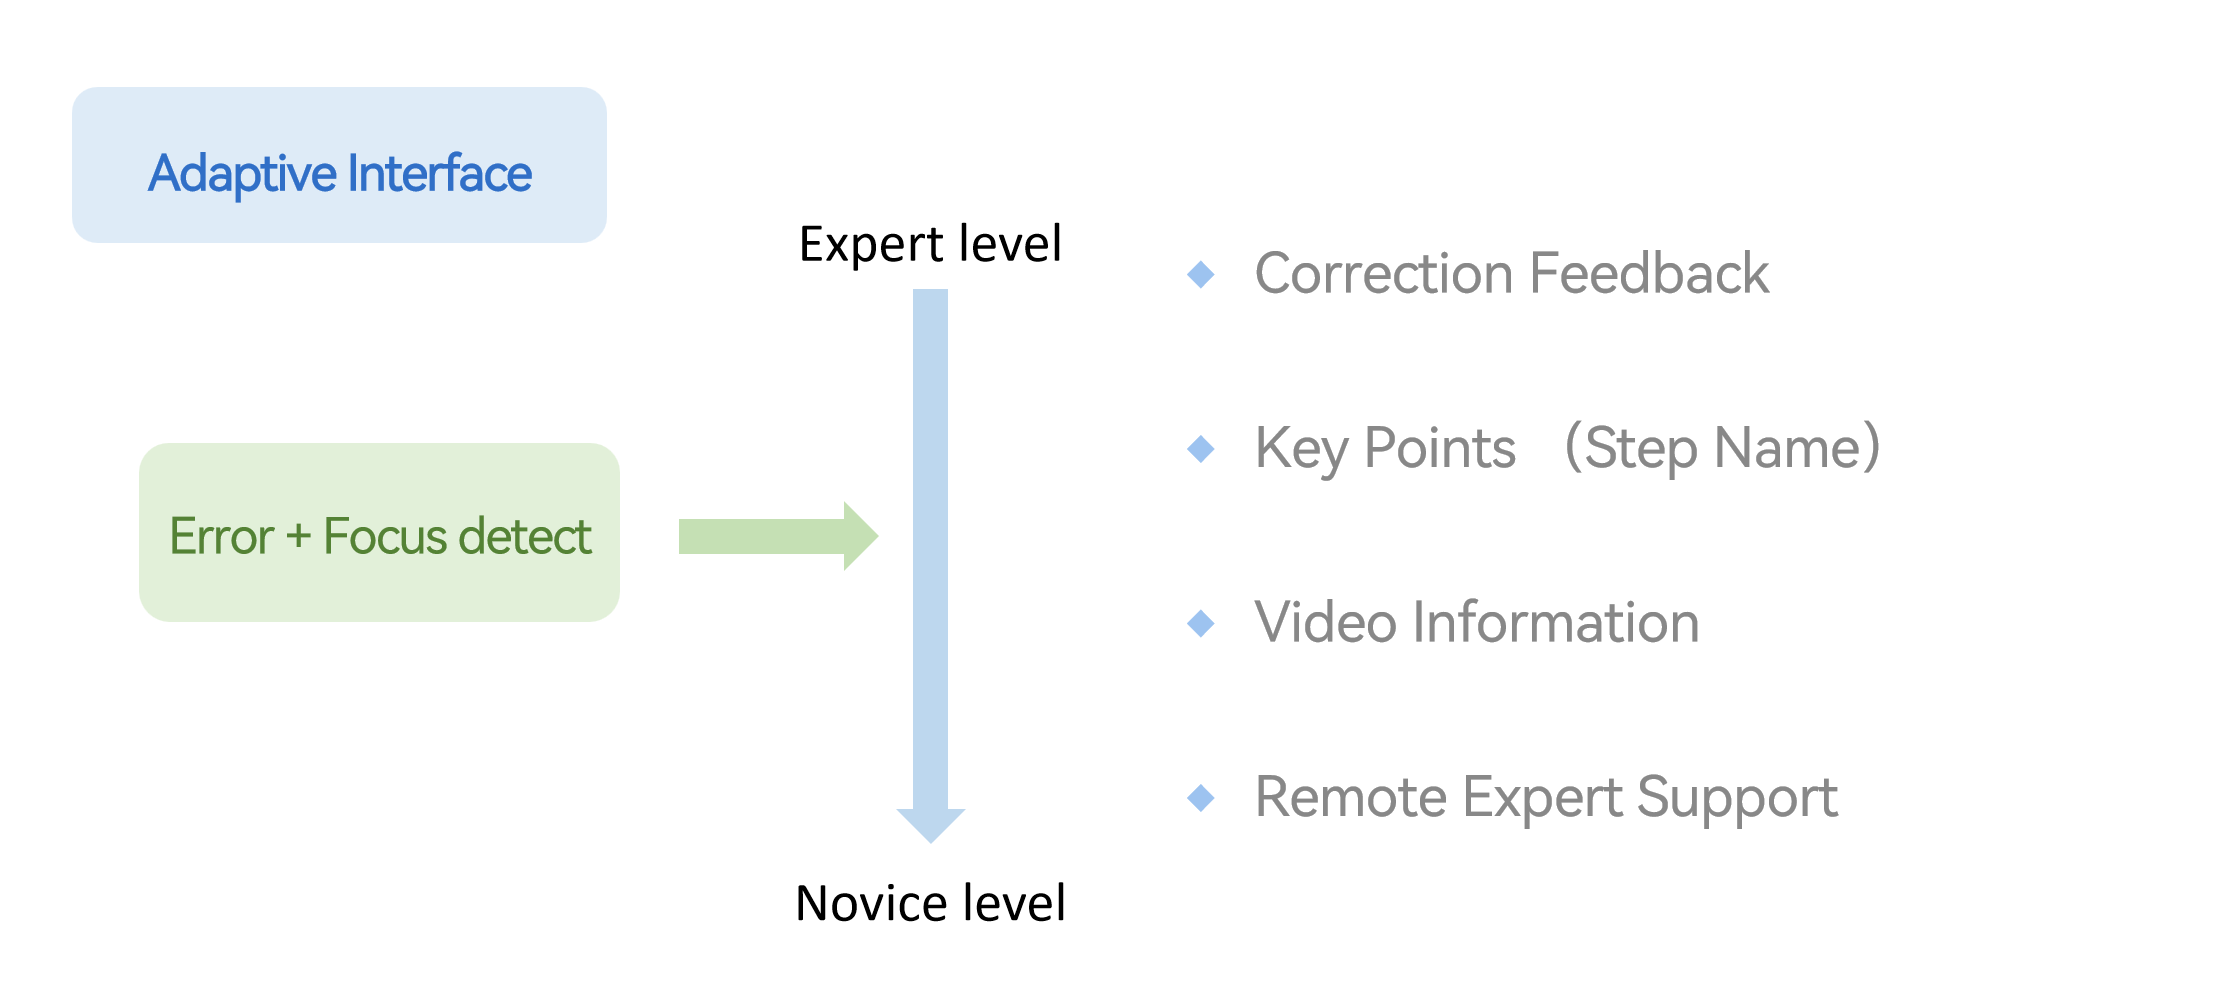 Adaptive Interface
Expert level
Correction Feedback
Key Points （Step Name）
Error + Focus detect
Video Information
Remote Expert Support
Novice level